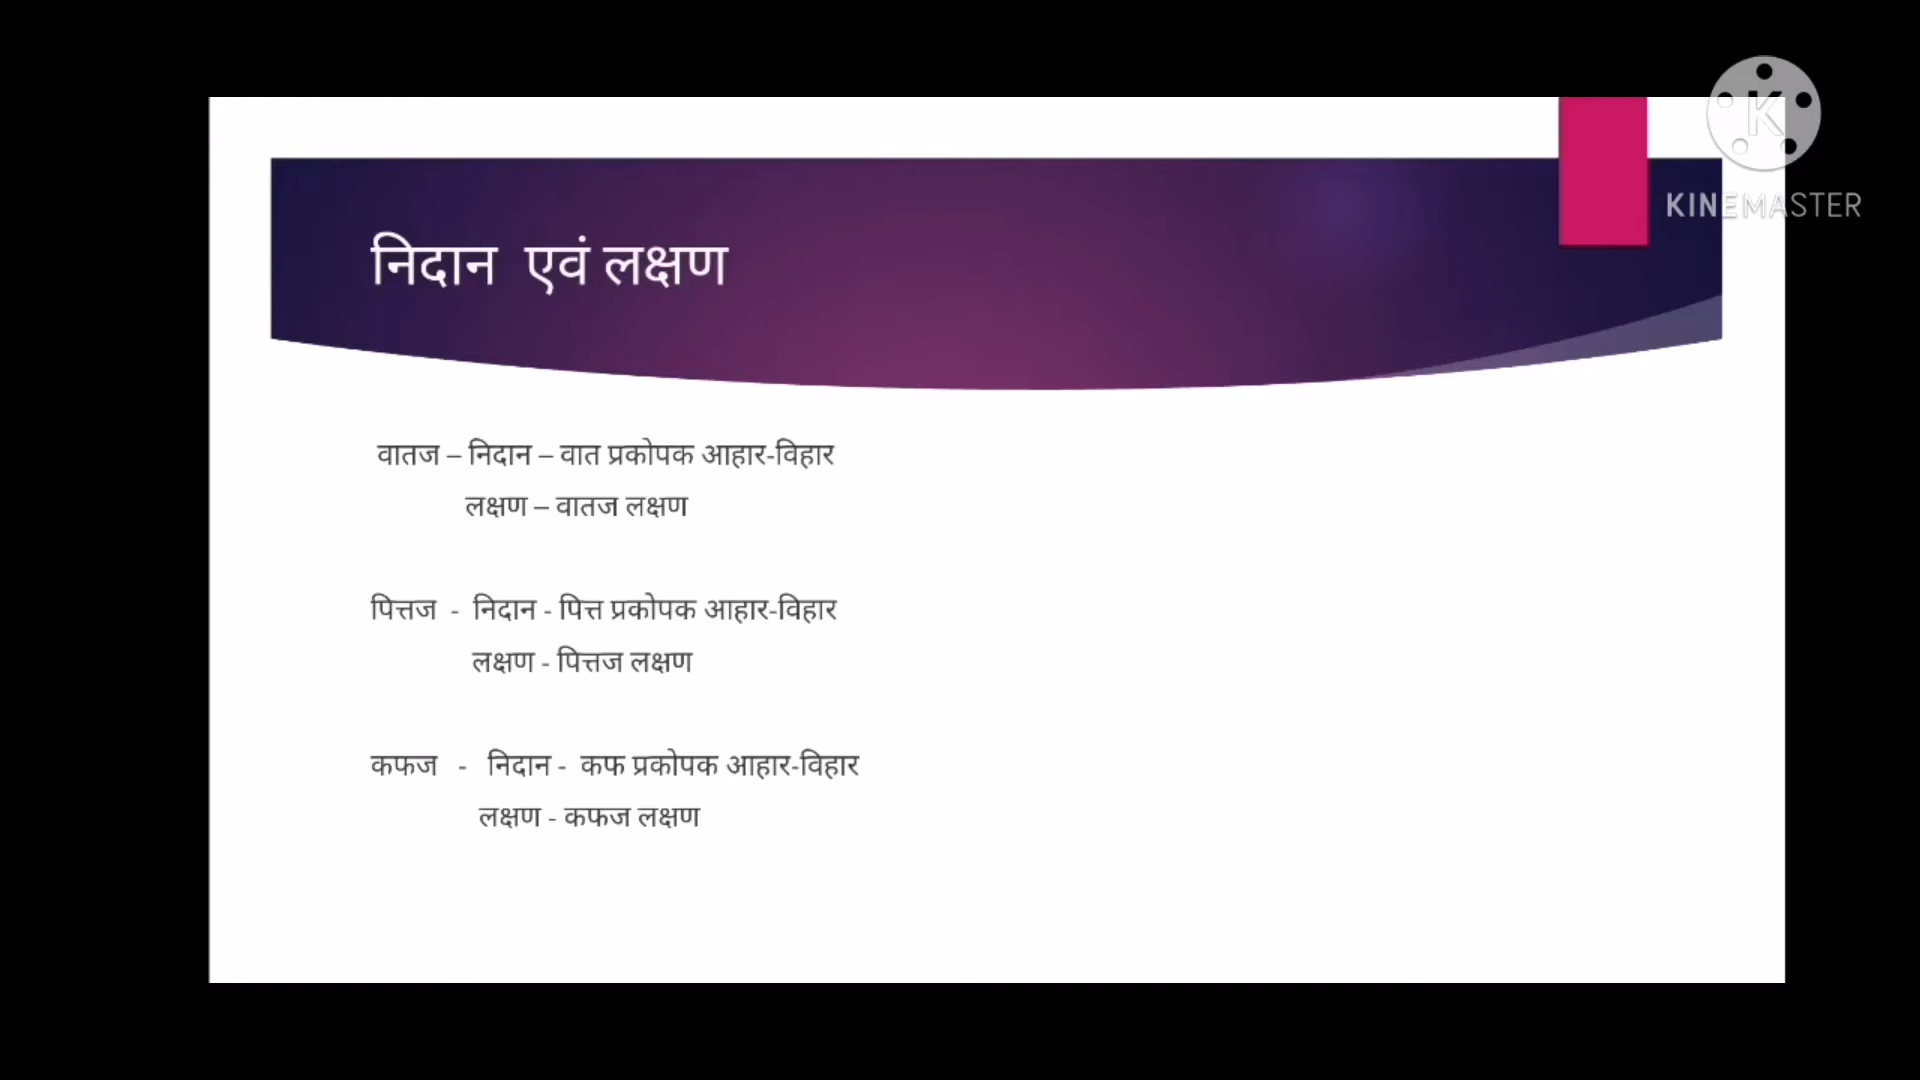 निदान एवं लक्षण
वातज – निदान – वात प्रकोपक आहार-विहार
लक्षण – वातज लक्षण
पित्तज - निदान - पित्त प्रकोपक आहार-विहार
लक्षण - पित्तज लक्षण
कफज - निदान - कफ प्रकोपक आहार-विहार
लक्षण - कफज लक्षण
K
KINEMASTER